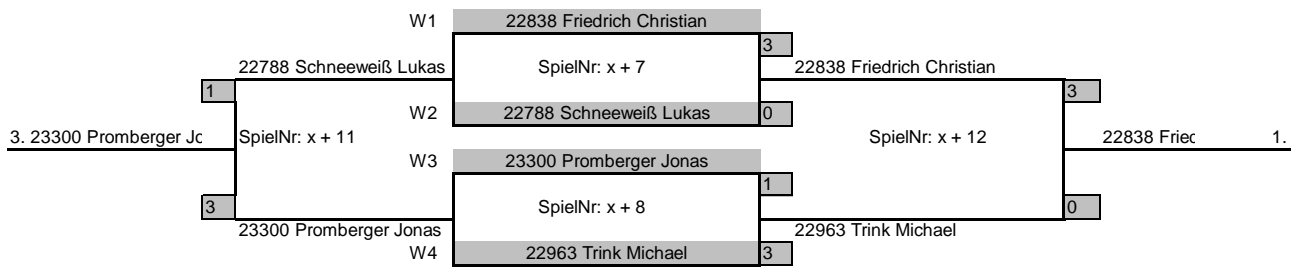 W1 22838 Friedrich Christian
3
22788 Schneeweiß Lukas SpielNr: x + 7 22838 Friedrich Christian
1 3
W2 22788 Schneeweiß Lukas 0
3. 23300 Promberger Jo SpielNr: x + 11 SpielNr: x + 12 22838 Fried 1.
W3 23300 Promberger Jonas
1
3 SpielNr: x + 8 0
23300 Promberger Jonas 22963 Trink Michael
W4 22963 Trink Michael 3